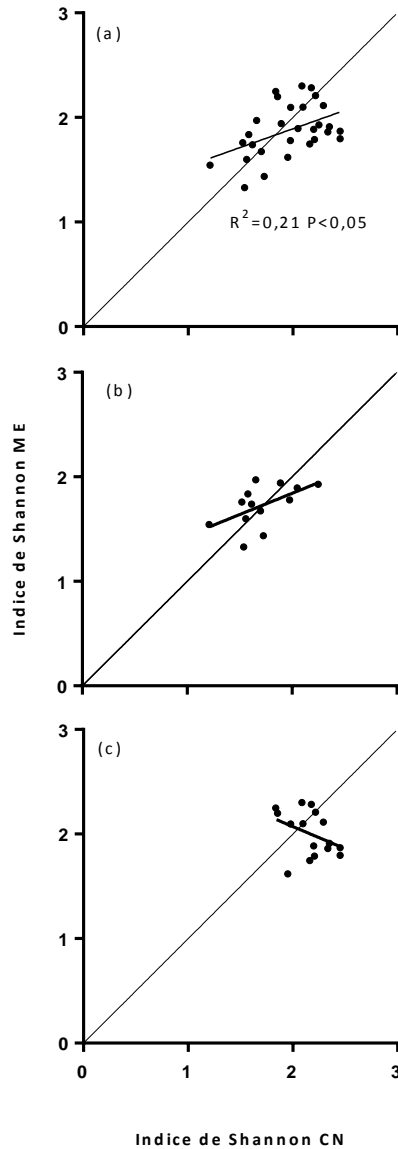 3
(a)
2
R²=0,21 P<0,05
1
0
3
(b)
2
Indice de Shannon ME
1
0
3
(c)
2
1
0
0 1 2 3
Indice de Shannon CN